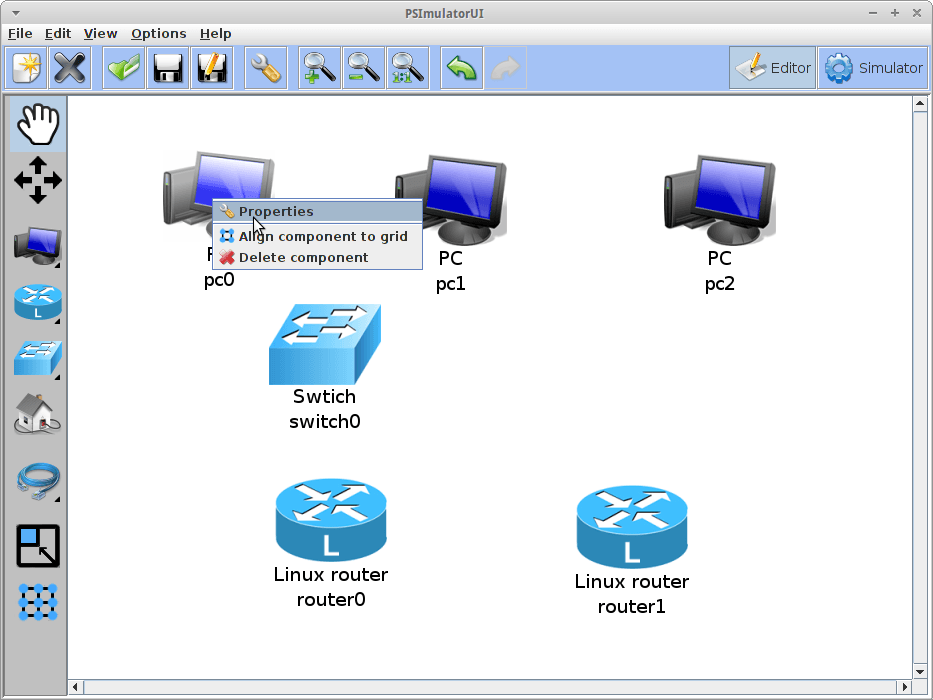 PSImulatorUI
File Edit View Options Help
Editor Simulator
Properties
Align component to grid
Delete component
pc0
PC
pc1
PC
pc2
Swtich
switch0
L
L
Linux router
router0
L
Linux router
router1